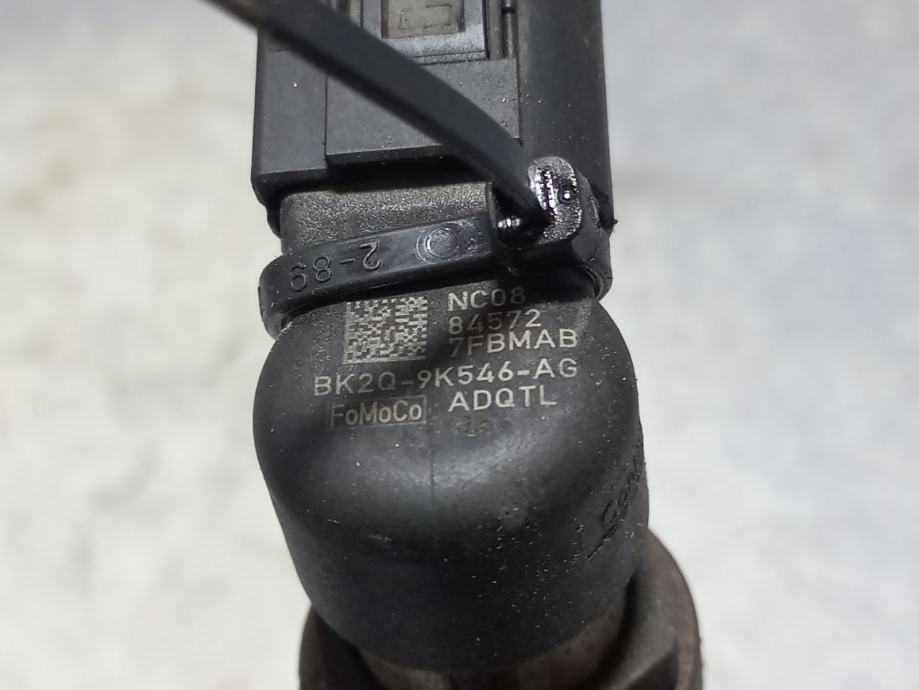 2-89
NC08
84572
7FBMAB
BK2Q-9K546-AG
FoMoCo ADQTL